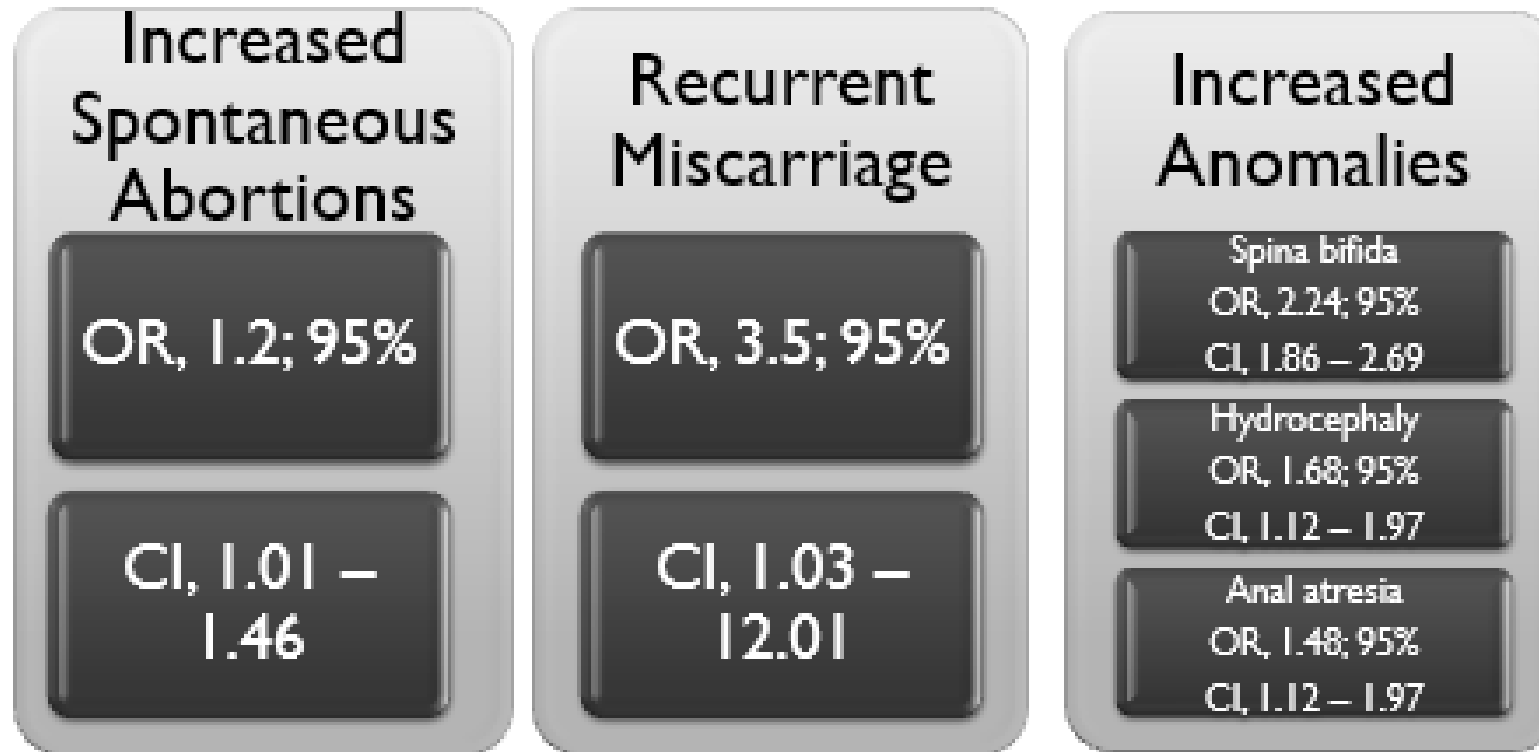 Increased
Spontaneous
Abortions
OR, 1.2; 95%
CI, 1.01 –
1.46
Recurrent
Miscarriage
OR, 3.5; 95%
CI, 1.03 –
12.01
Increased
Anomalies
Spina bifida
OR, 2.24; 95%
CI, 1.86 – 2.69
Hydrocephaly
OR, 1.68; 95%
CI, 1.12 – 1.97
Anal atresia
OR, 1.48; 95%
CI, 1.12 – 1.97